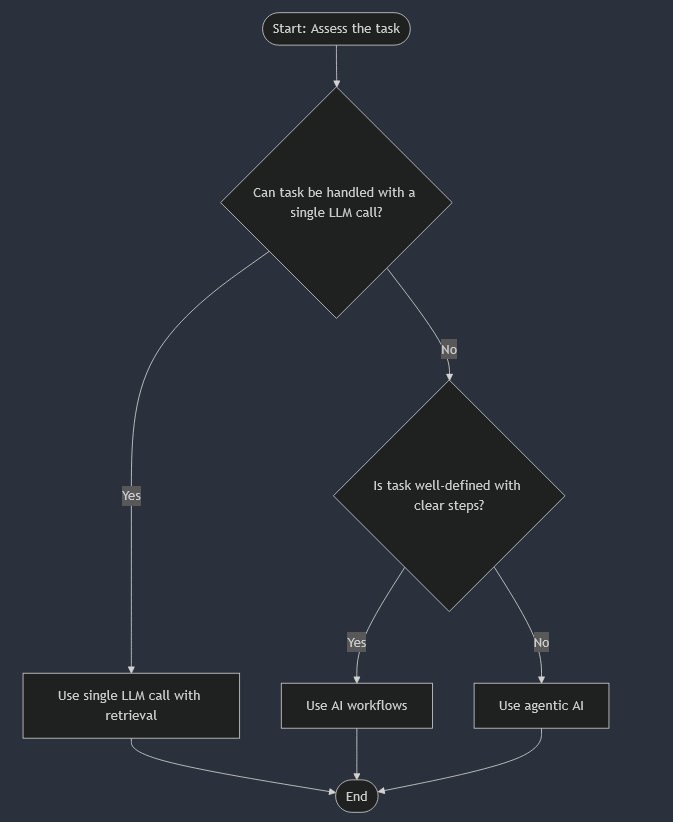 Start: Assess the task
Can task be handled with a
single LLM call?
No
Is task well-defined with
clear steps?
Yes
Yes
No
Use single LLM call with
retrieval
Use AI workflows
Use agentic AI
End